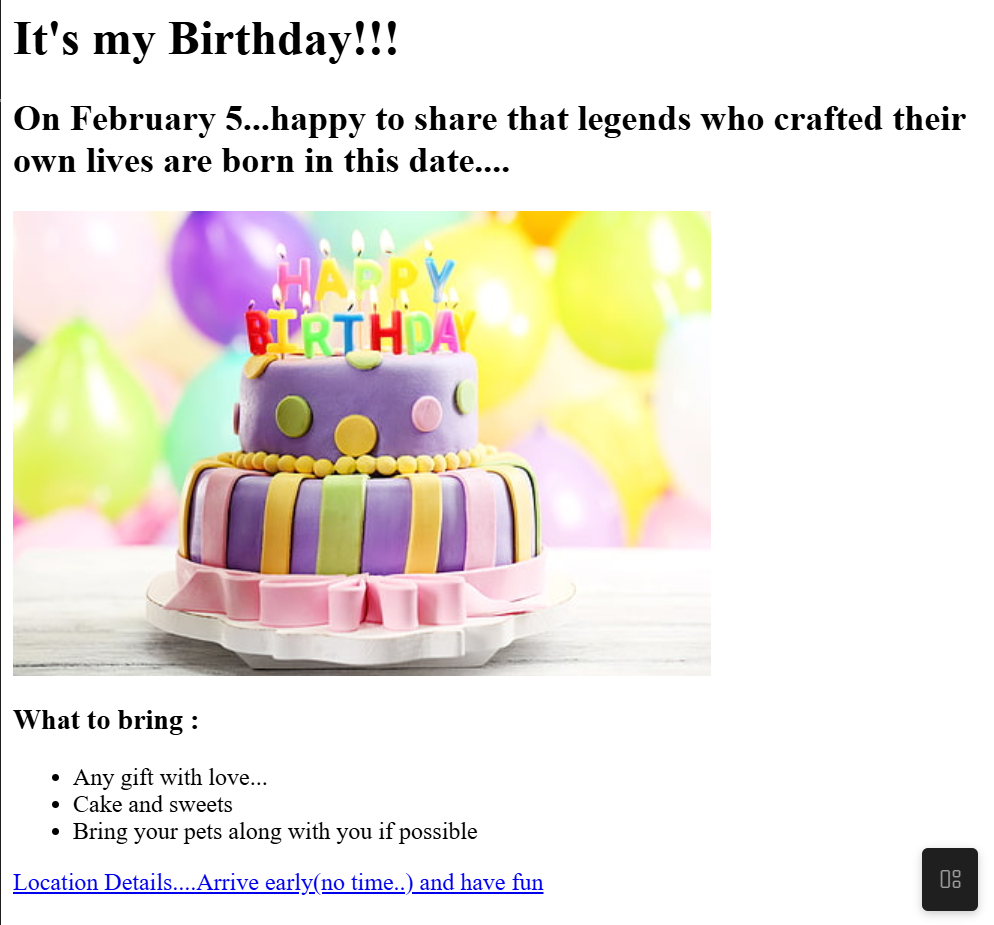 It's my Birthday!!!
On February 5...happy to share that legends who crafted their
own lives are born in this date....
HAPPY
BIRTHDAY
What to bring :
Any gift with love...
Cake and sweets
Bring your pets along with you if possible
Location Details....Arrive early(no time..) and have fun